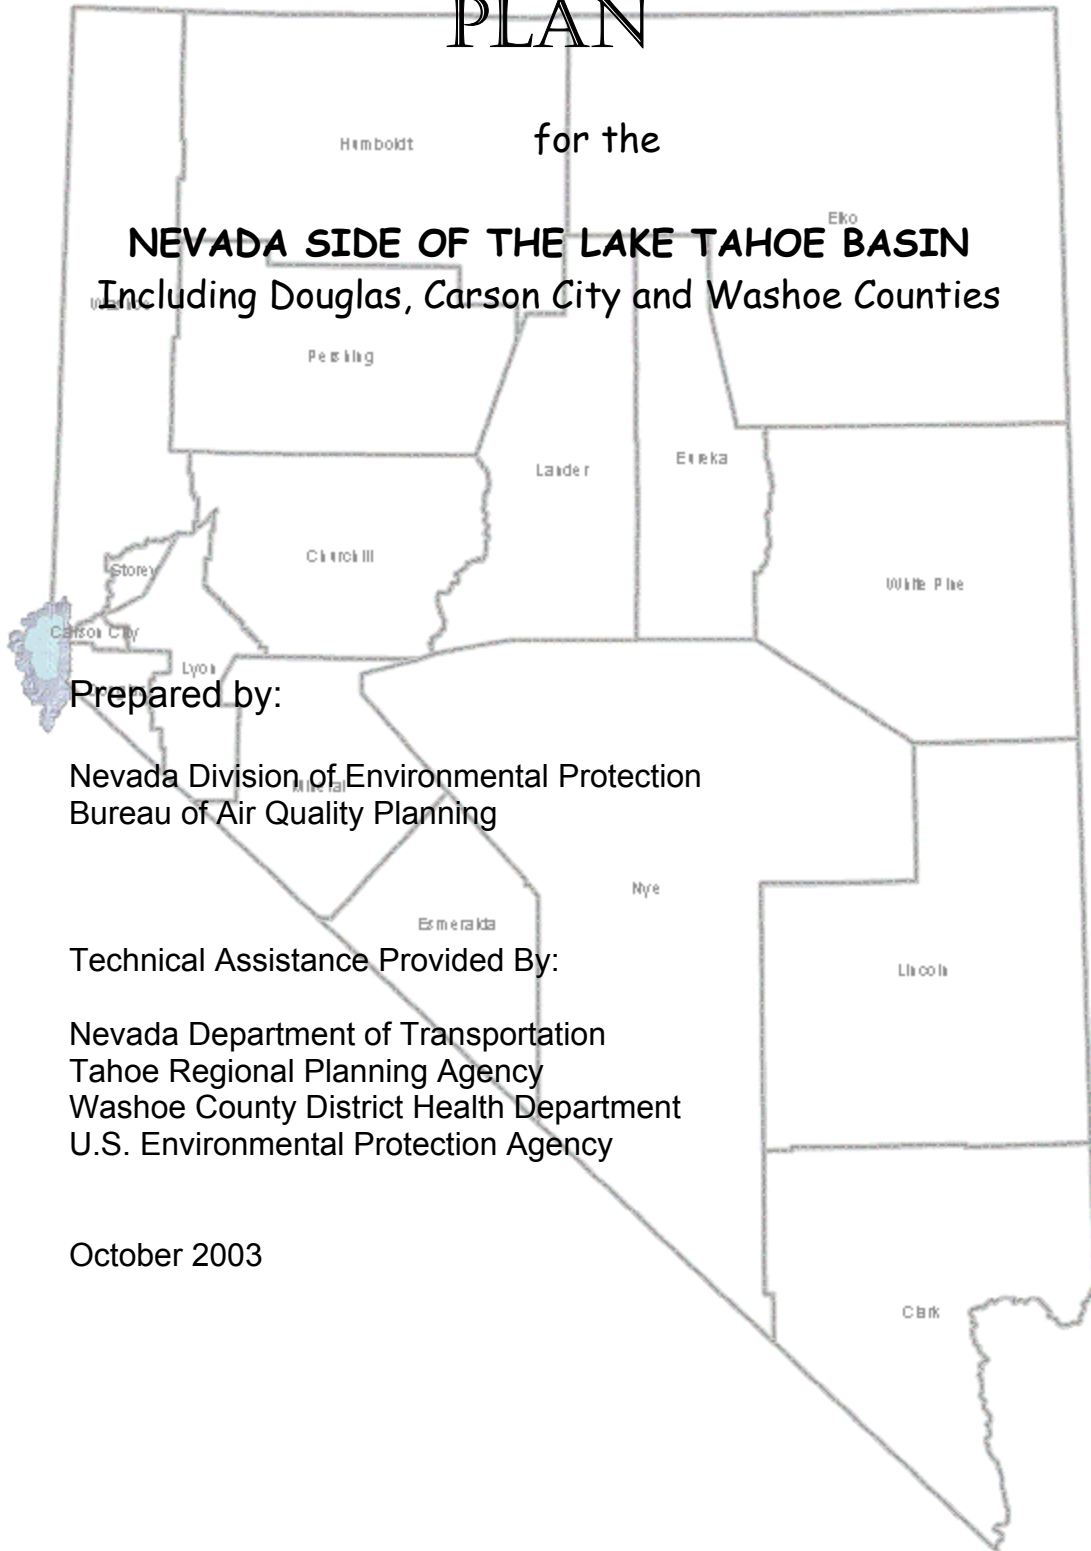 PLAN
for the
Humboldt
Elko
NEVADA SIDE OF THE LAKE TAHOE BASIN
Including Douglas, Carson City and Washoe Counties
Washoe
Pershing
Lander
Eureka
Churchill
Storey
White Pine
Carson City
Lyon
Douglas
Prepared by:
Nevada Division of Environmental Protection
Mineral
Bureau of Air Quality Planning
Nye
Esmeralda
Technical Assistance Provided By:
Lincoln
Nevada Department of Transportation
Tahoe Regional Planning Agency
Washoe County District Health Department
U.S. Environmental Protection Agency
October 2003
Clark